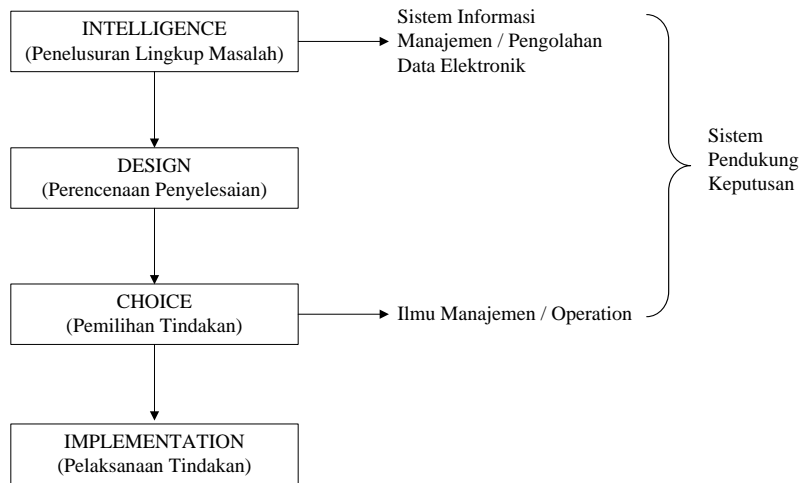 INTELLIGENCE
(Penelusuran Lingkup Masalah)
Sistem Informasi
Manajemen / Pengolahan
Data Elektronik
DESIGN
(Perencenaan Penyelesaian)
Sistem
Pendukung
Keputusan
CHOICE
(Pemilihan Tindakan)
Ilmu Manajemen / Operation
IMPLEMENTATION
(Pelaksanaan Tindakan)